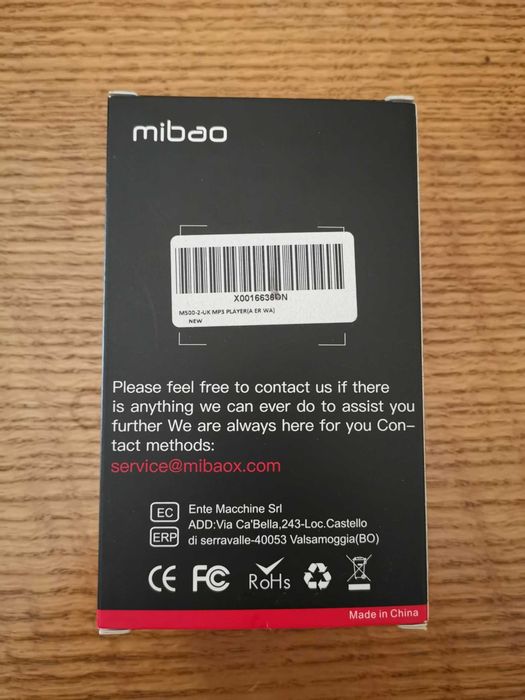 mibao
X0016638ON
M500-2-UK MP3 PLAYER(A ER WA)
NEW
Please feel free to contact us if there
is anything we can ever do to assist you
further We are always here for you Con-
tact methods:
service@mibaox.com
EC
ERP
Ente Macchine Srl
ADD:Via Ca'Bella,243-Loc.Castello
di serravalle-40053 Valsamoggia(BO)
CE FC RoHs
Made in China